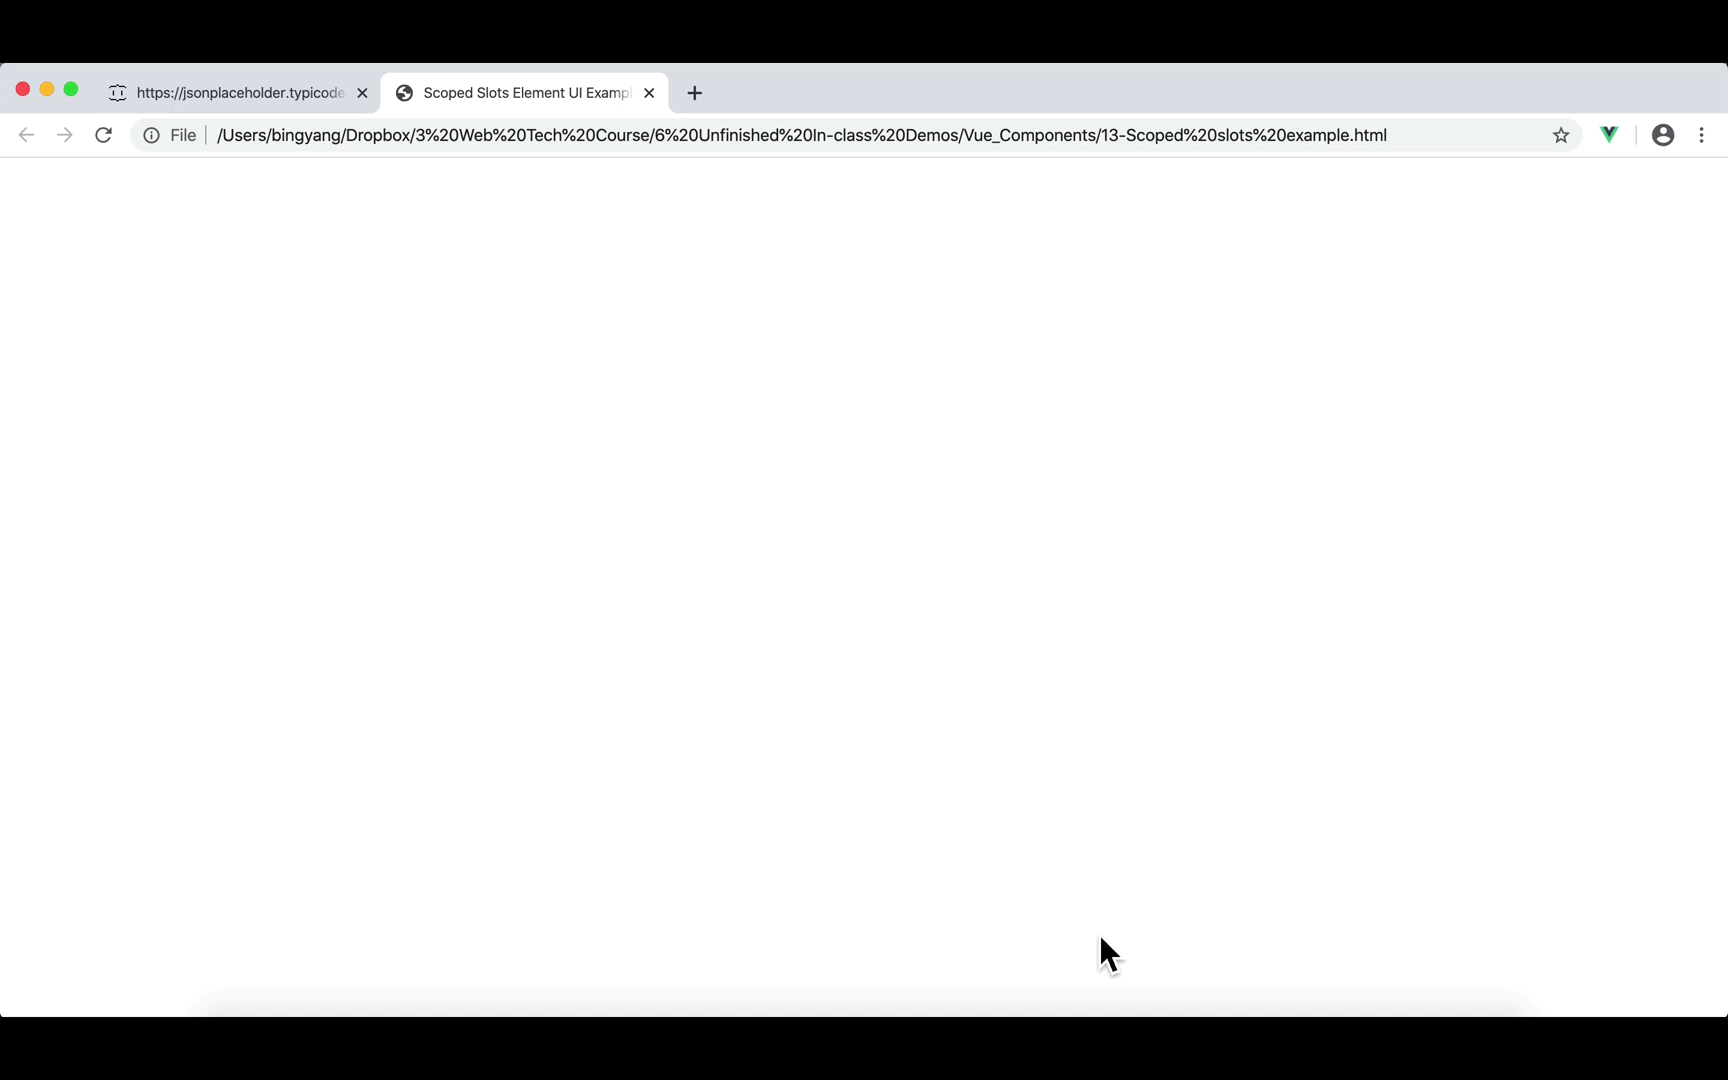 https://jsonplaceholder.typicode
Scoped Slots Element UI Examp
File
/Users/bingyang/Dropbox/3%20Web%20Tech%20Course/6%20Unfinished%20In-class%20Demos/Vue_Components/13-Scoped%20slots%20example.html